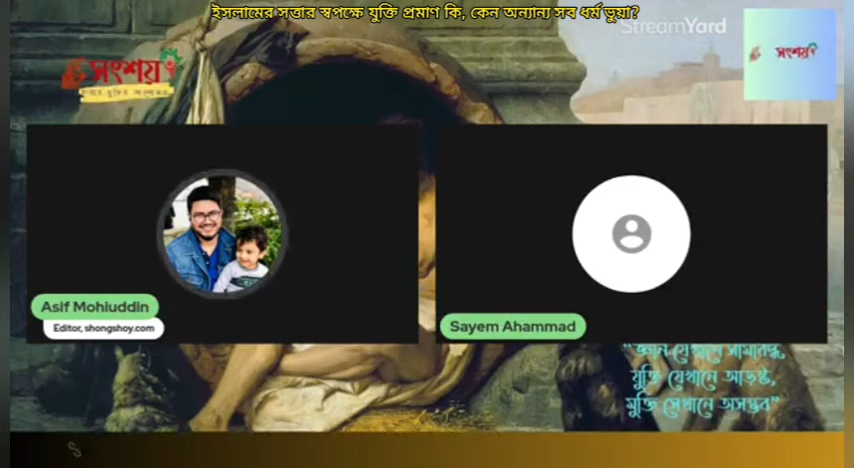 ইসলামের সত্যতার স্বপক্ষে যুক্তি প্রমাণ কি, কেন অন্যান্য সব ধর্ম ভুয়া?
StreamYard
সংশয়
সংশয়
Asif Mohiuddin
Editor, shongshoy.com
Sayem Ahammad
“জ্ঞান যেখানে সীমাবদ্ধ,
যুক্তি যেখানে আড়ষ্ট,
মুক্তি সেখানে অসম্ভব”